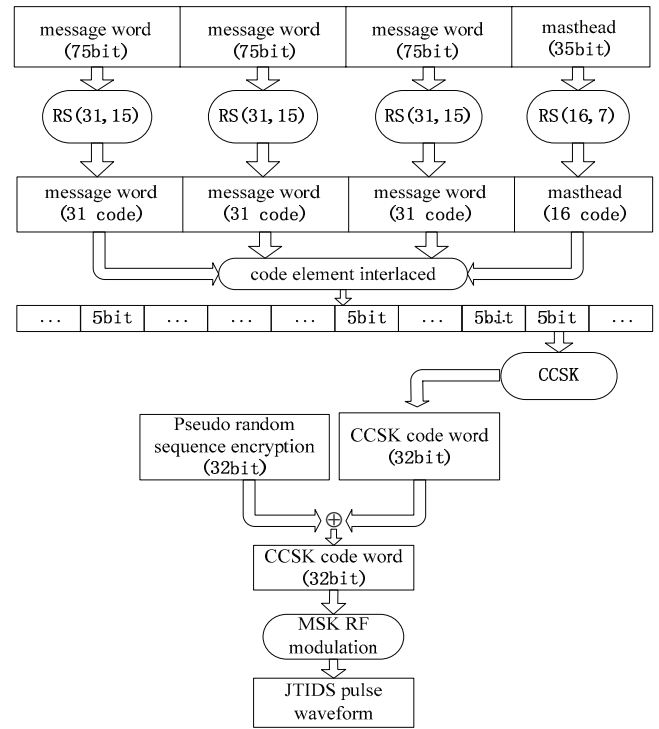 message word message word message word masthead
(75bit) (75bit) (75bit) (35bit)
RS(31,15) RS(31,15) RS(31,15) RS(16,7)
message word message word message word masthead
(31 code) (31 code) (31 code) (16 code)
code element interlaced
... 5bit ... ... ... 5bit ... 5bit 5bit ...
CCSK
Pseudo random
sequence encryption
(32bit)
CCSK code word
(32bit)
⊕
CCSK code word
(32bit)
MSK RF
modulation
JTIDS pulse
waveform